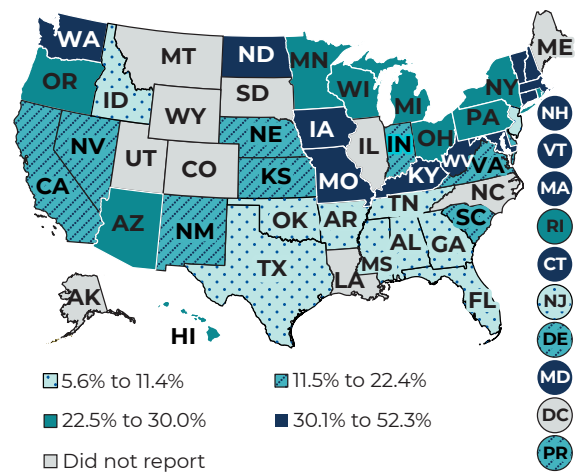 WA
MT
ND
MN
ME
OR
ID
WY
SD
WI
MI
NY
NH
NV
UT
CO
NE
IA
IL
IN
OH
PA
VT
CA
KS
MO
KY
WV
VA
MA
AZ
NM
OK
AR
TN
NC
SC
RI
TX
LA
MS
AL
GA
FL
CT
AK
HI
NJ
DE
MD
DC
PR
5.6% to 11.4%
11.5% to 22.4%
22.5% to 30.0%
30.1% to 52.3%
Did not report